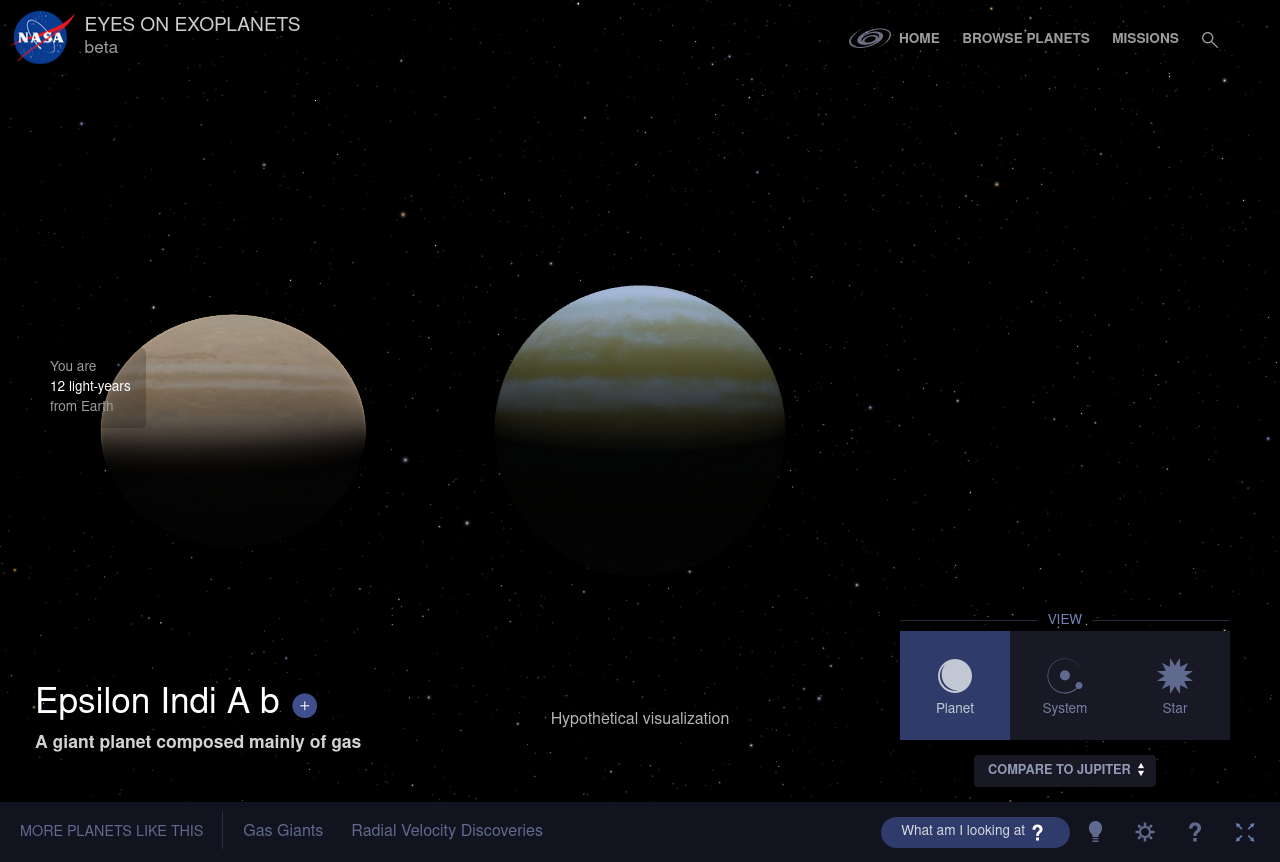 NASA
EYES ON EXOPLANETS
beta
HOME
BROWSE PLANETS
MISSIONS
You are
12 light-years
from Earth
VIEW
Planet
System
Star
Epsilon Indi A b +
A giant planet composed mainly of gas
Hypothetical visualization
COMPARE TO JUPITER
MORE PLANETS LIKE THIS
Gas Giants
Radial Velocity Discoveries
What am I looking at ?
?